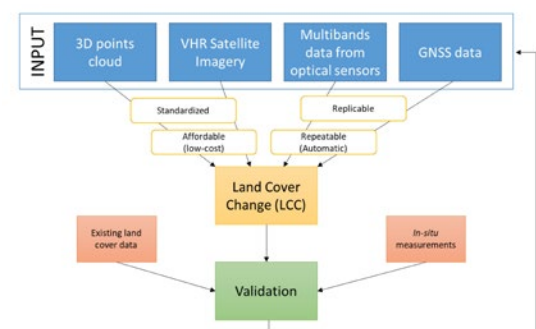 INPUT
3D points
cloud
VHR Satellite
Imagery
Multibands
data from
optical sensors
GNSS data
Standardized
Replicable
Affordable
(low-cost)
Repeatable
(Automatic)
Land Cover
Change (LCC)
Existing land
cover data
In-situ
measurements
Validation